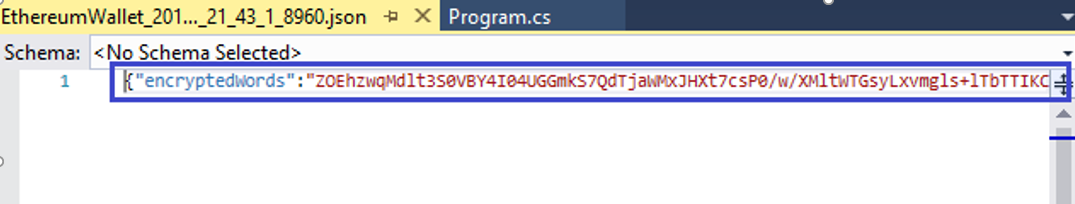 EthereumWallet_201..._21_43_1_8960.json Program.cs
Schema: <No Schema Selected>
1 {"encryptedWords":"ZOEhzwqMdlt3S0VBY4I04UGGmkS7QdTjaWMxJHXt7csP0/w/XMltWTGsyLxvmgls+lTbTTIKC